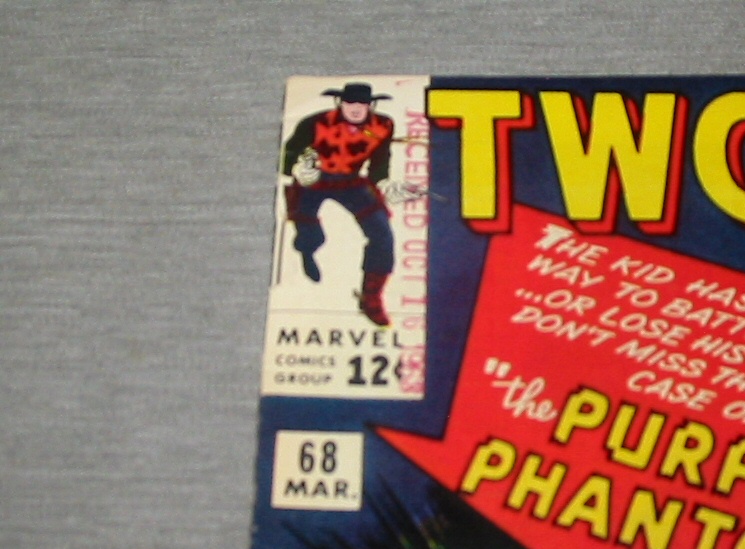 TWO
RECEIVED OCT 16 1963
MARVEL
COMICS
GROUP 12¢
68
MAR.
THE KID HAS
WAY TO BATT
...OR LOSE HIS
DON'T MISS TH
CASE O
"the PURP
PHANT